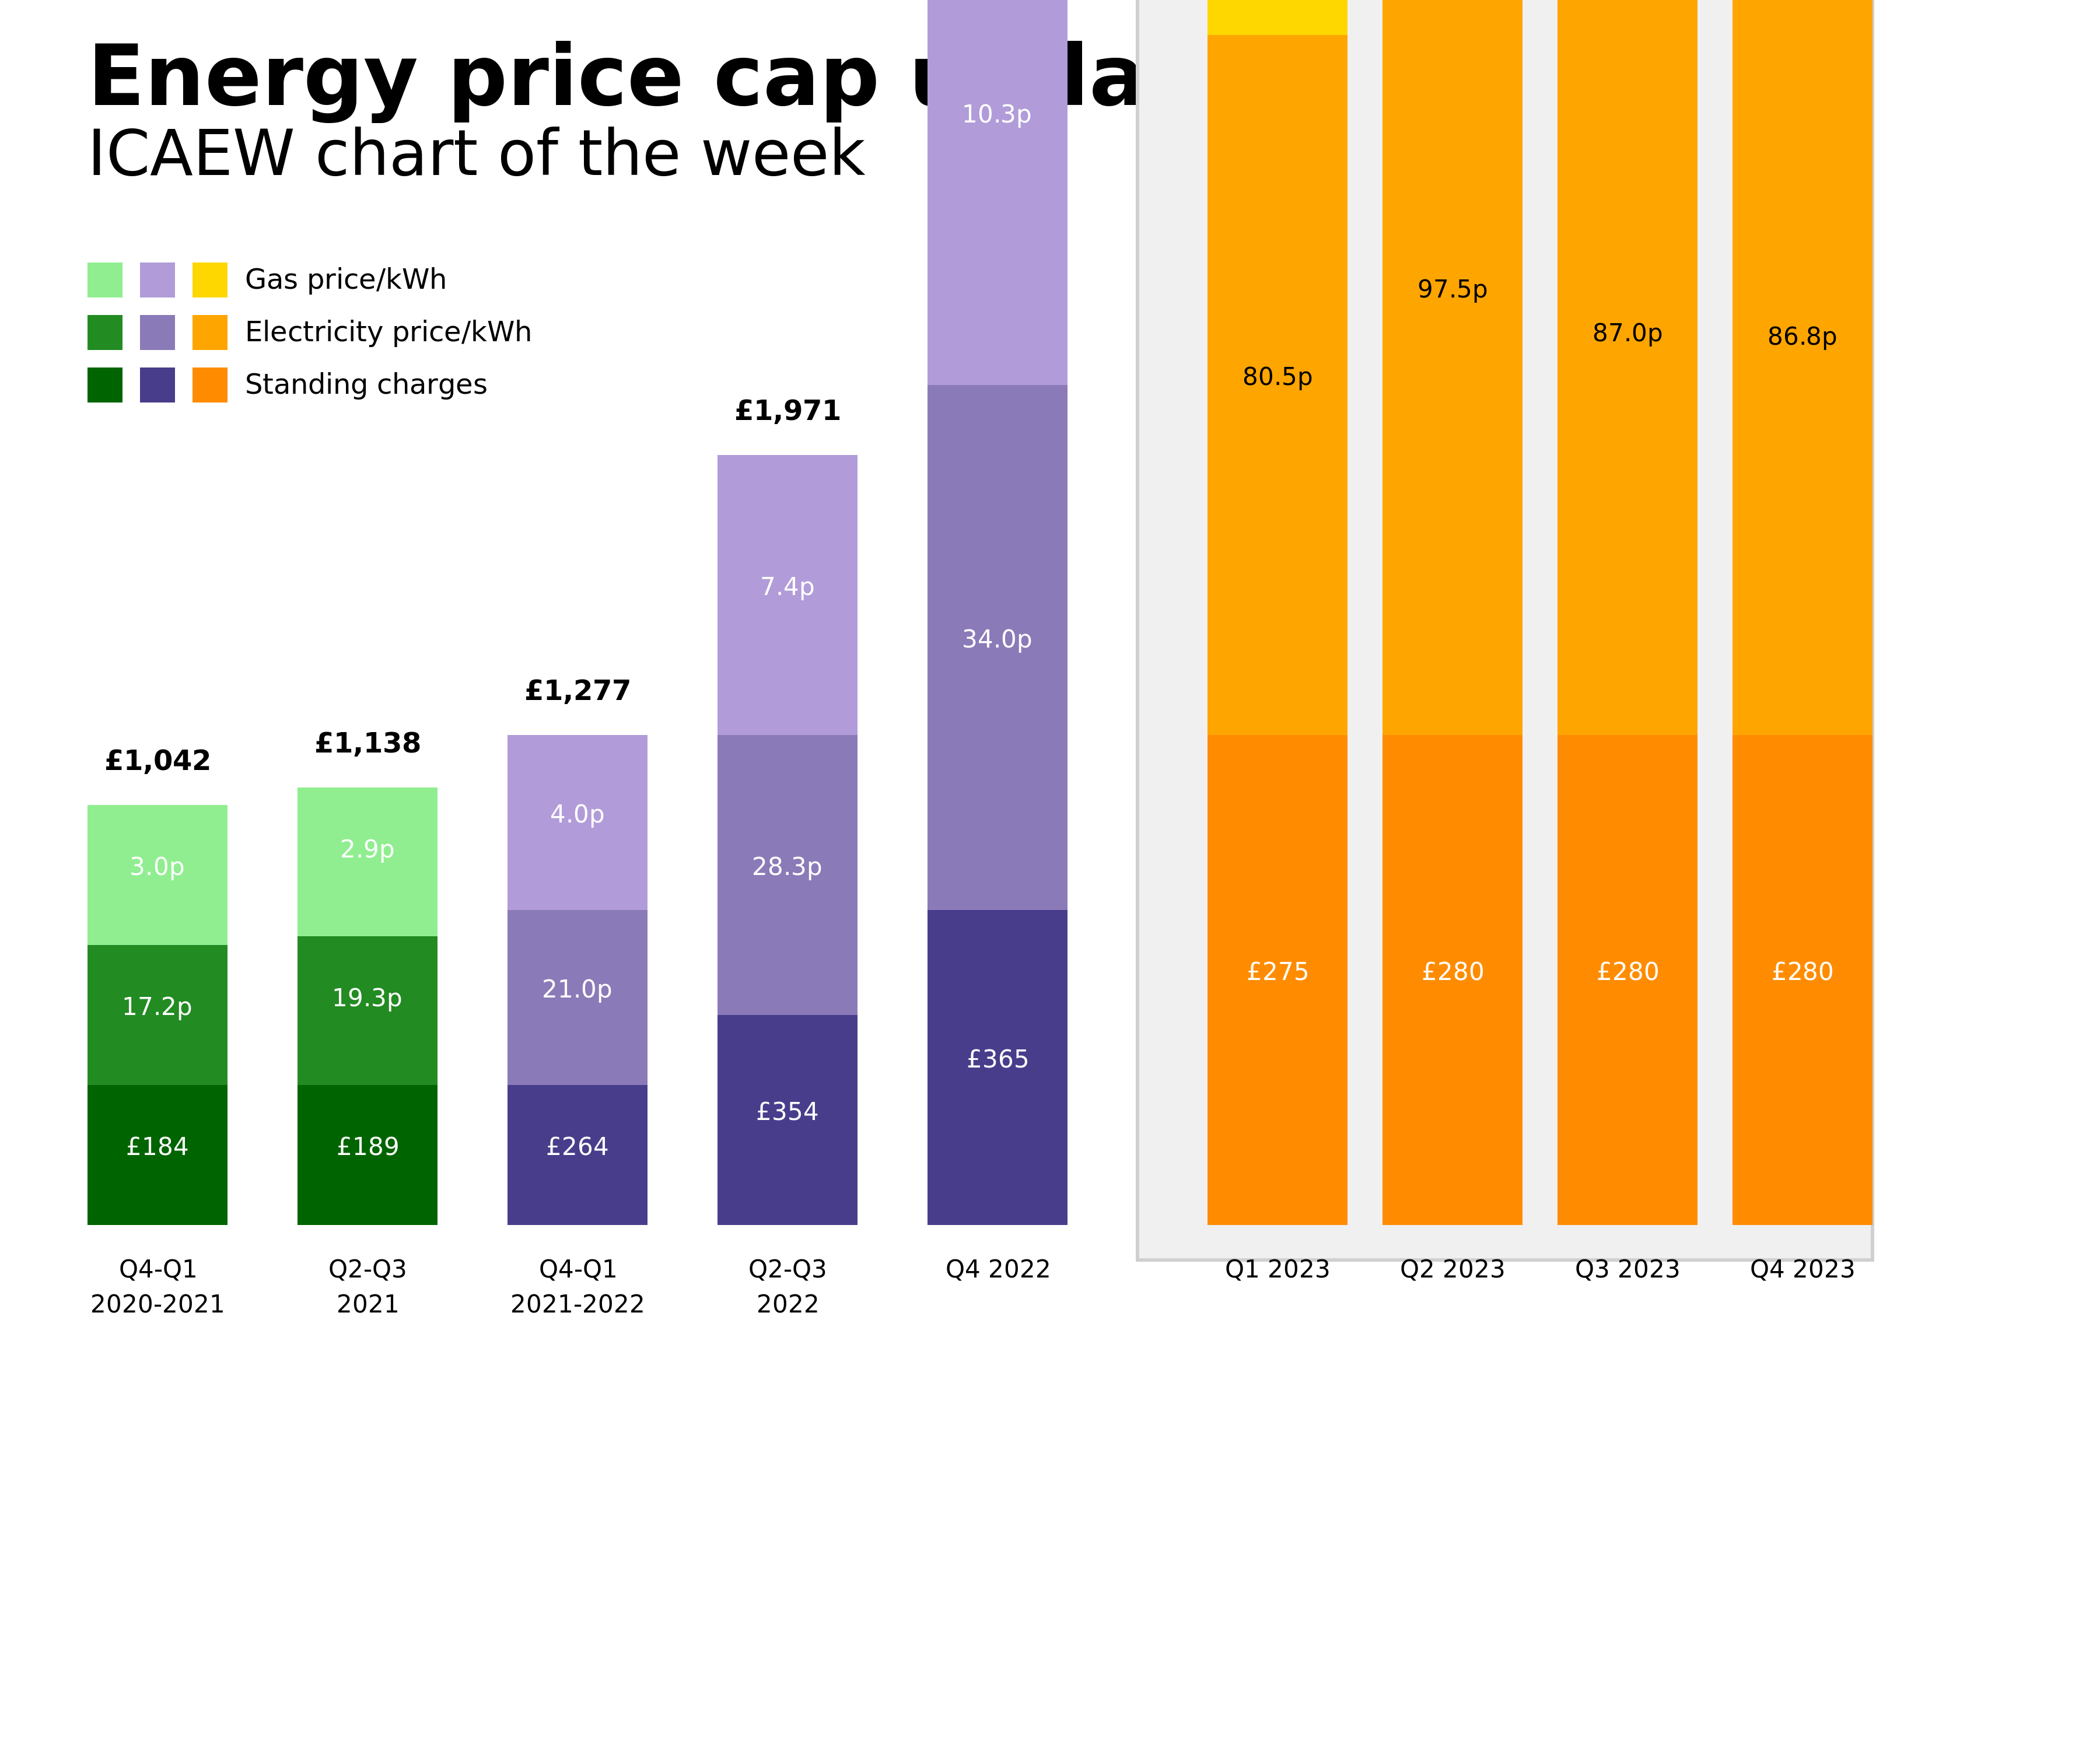 Energy price cap
ICAEW chart of the week
Gas price/kWh
Electricity price/kWh
Standing charges
£1,042
3.0p
17.2p
£184
Q4-Q1
2020-2021
£1,138
2.9p
19.3p
£189
Q2-Q3
2021
£1,277
4.0p
21.0p
£264
Q4-Q1
2021-2022
£1,971
7.4p
28.3p
£354
Q2-Q3
2022
10.3p
34.0p
£365
Q4 2022
80.5p
£275
Q1 2023
97.5p
£280
Q2 2023
87.0p
£280
Q3 2023
86.8p
£280
Q4 2023